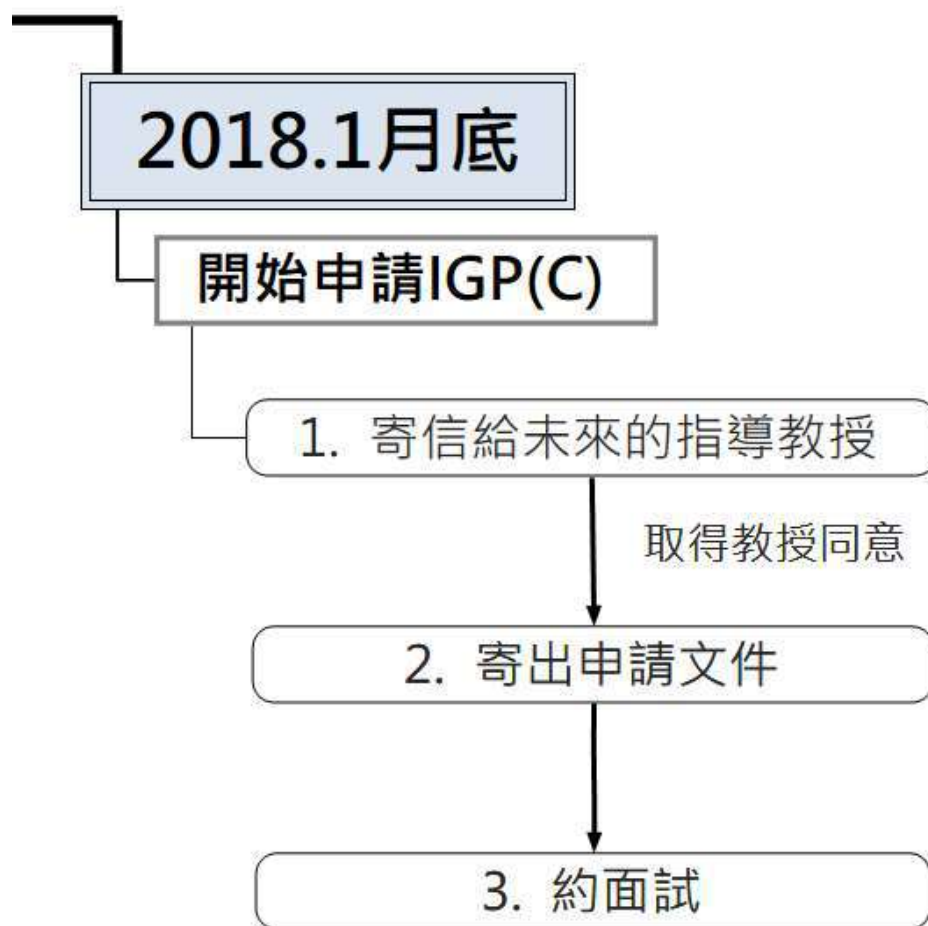 2018.1月底
開始申請IGP(C)
1. 寄信給未來的指導教授
取得教授同意
2. 寄出申請文件
3. 約面試